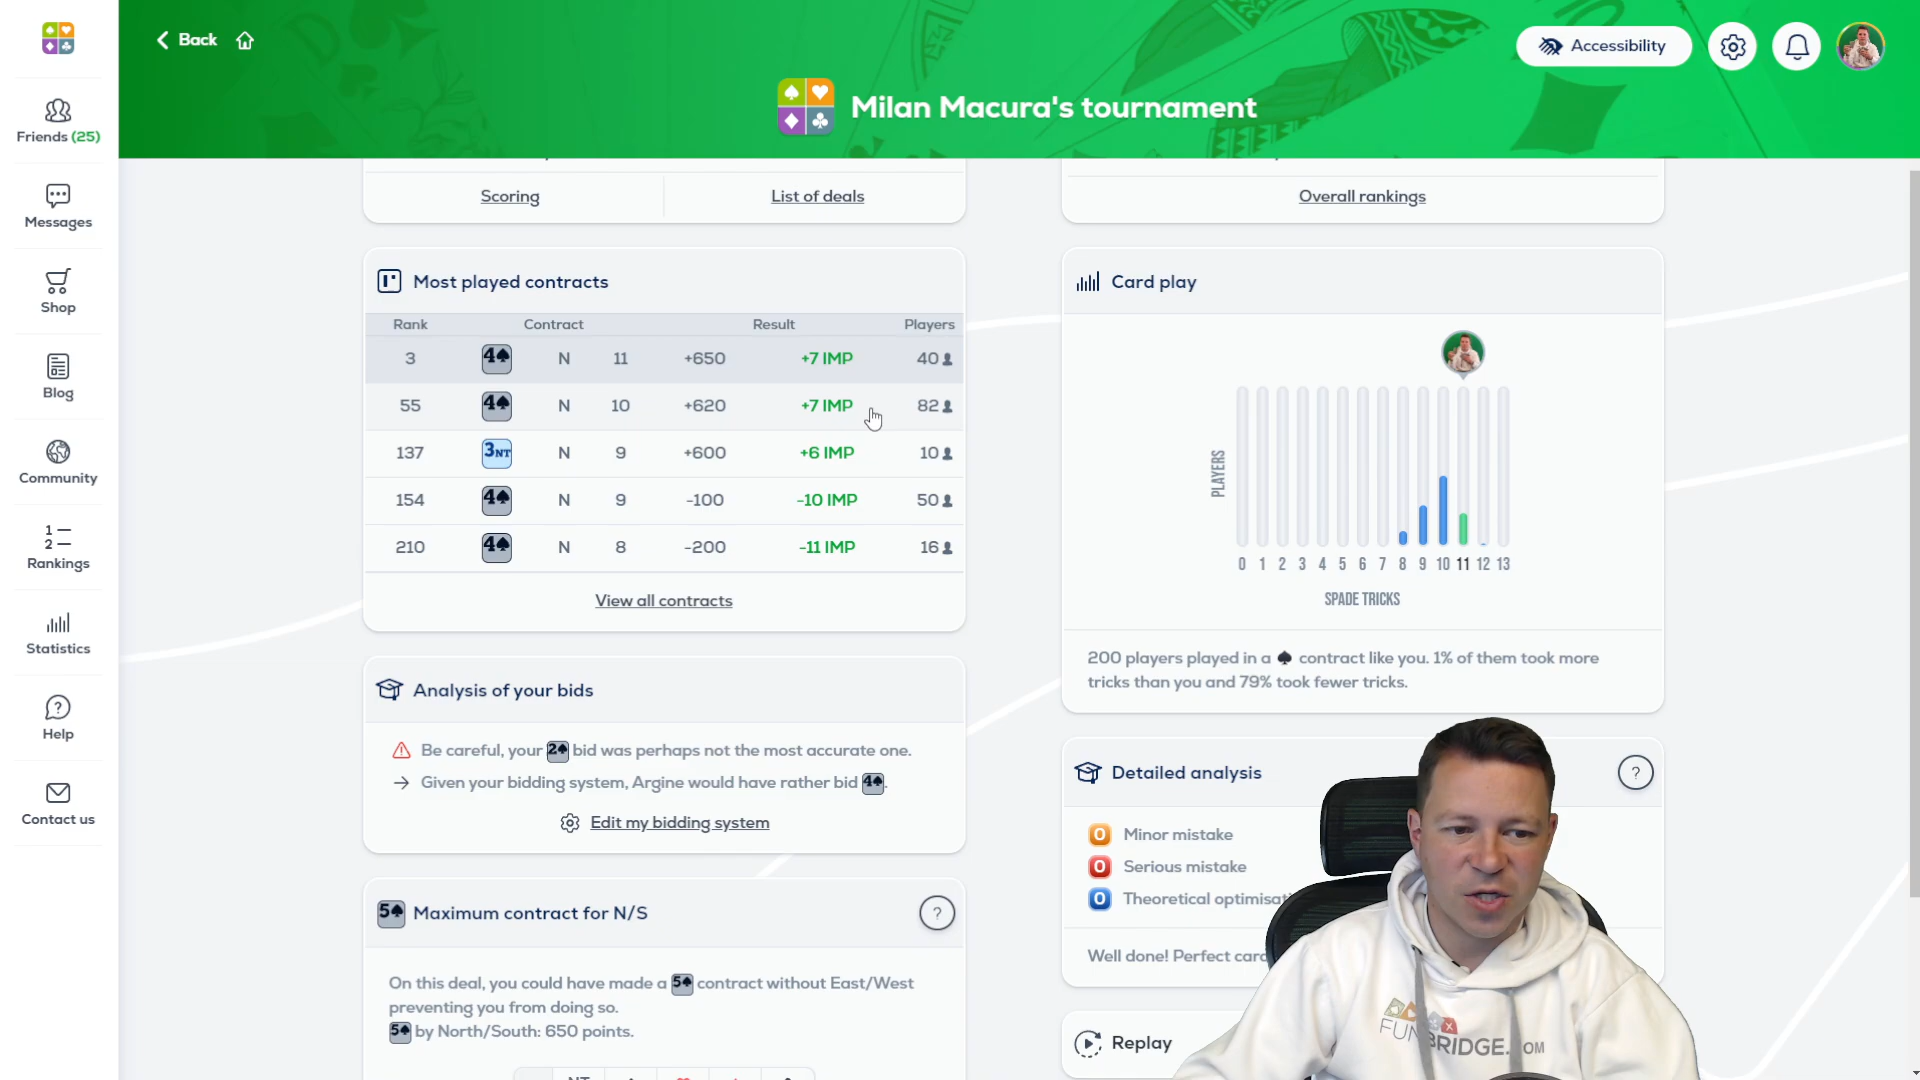 Back
Accessibility
Milan Macura's tournament
Friends (25)
Messages
Shop
Blog
Community
1
2
Rankings
Statistics
Help
Contact us
Scoring
List of deals
Overall rankings
Most played contracts
Rank Contract Result Players
3 4♠ N 11 +650 +7 IMP 40
55 4♠ N 10 +620 +7 IMP 82
137 3NT N 9 +600 +6 IMP 10
154 4♠ N 9 -100 -10 IMP 50
210 4♠ N 8 -200 -11 IMP 16
View all contracts
Analysis of your bids
Be careful, your 2♠ bid was perhaps not the most accurate one.
Given your bidding system, Argine would have rather bid 4♠.
Edit my bidding system
5♠ Maximum contract for N/S
?
On this deal, you could have made a 5♠ contract without East/West
preventing you from doing so.
5♠ by North/South: 650 points.
Card play
PLAYERS
0 1 2 3 4 5 6 7 8 9 10 11 12 13
SPADE TRICKS
200 players played in a ♠ contract like you. 1% of them took more
tricks than you and 79% took fewer tricks.
Detailed analysis
?
0 Minor mistake
0 Serious mistake
0 Theoretical
Well done! Perfect
Replay